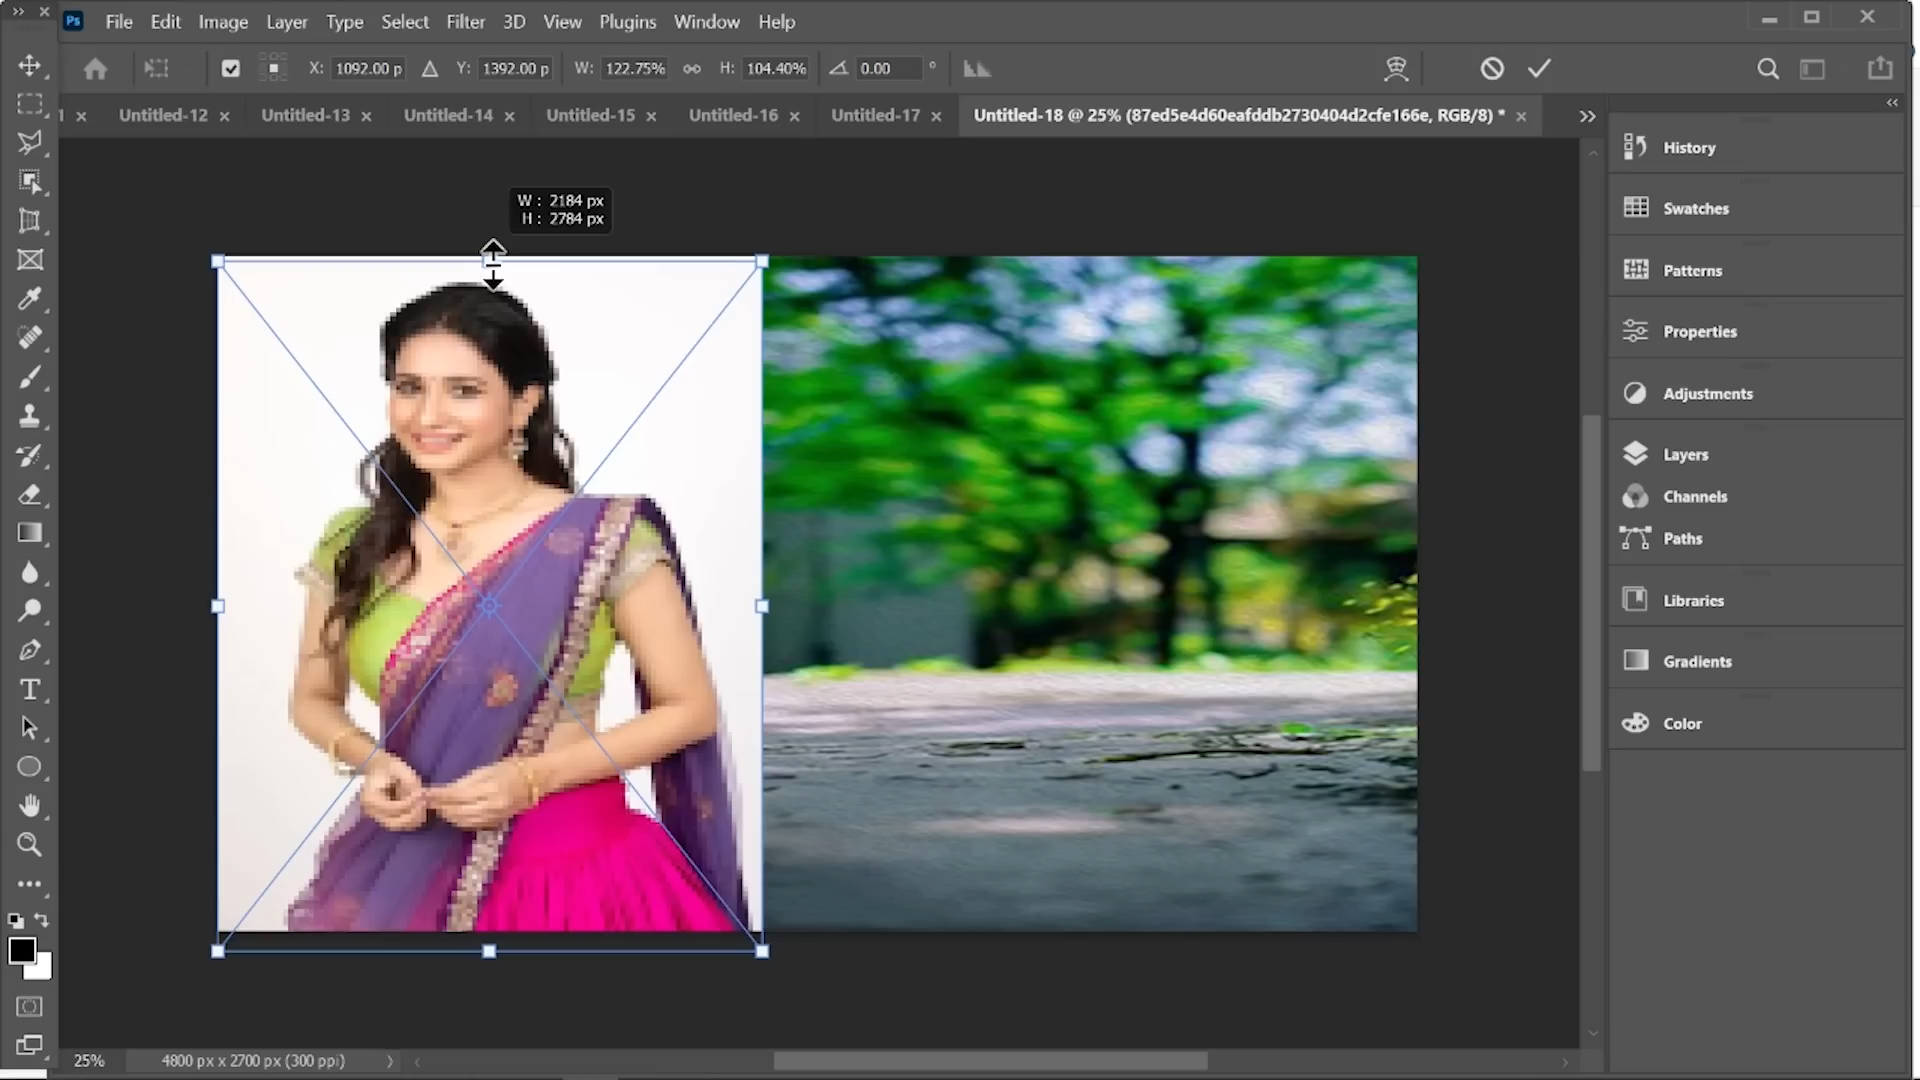 Ps File Edit Image Layer Type Select Filter 3D View Plugins Window Help
X: 1092.00 p Y: 1392.00 p W: 122.75% H: 104.40% 0.00 °
1 × Untitled-12 × Untitled-13 × Untitled-14 × Untitled-15 × Untitled-16 × Untitled-17 × Untitled-18 @ 25% (87ed5e4d60eafddb2730404d2cfe166e, RGB/8) * ×
W : 2184 px
H : 2784 px
History
Swatches
Patterns
Properties
Adjustments
Layers
Channels
Paths
Libraries
Gradients
Color
25% 4800 px x 2700 px (300 ppi)